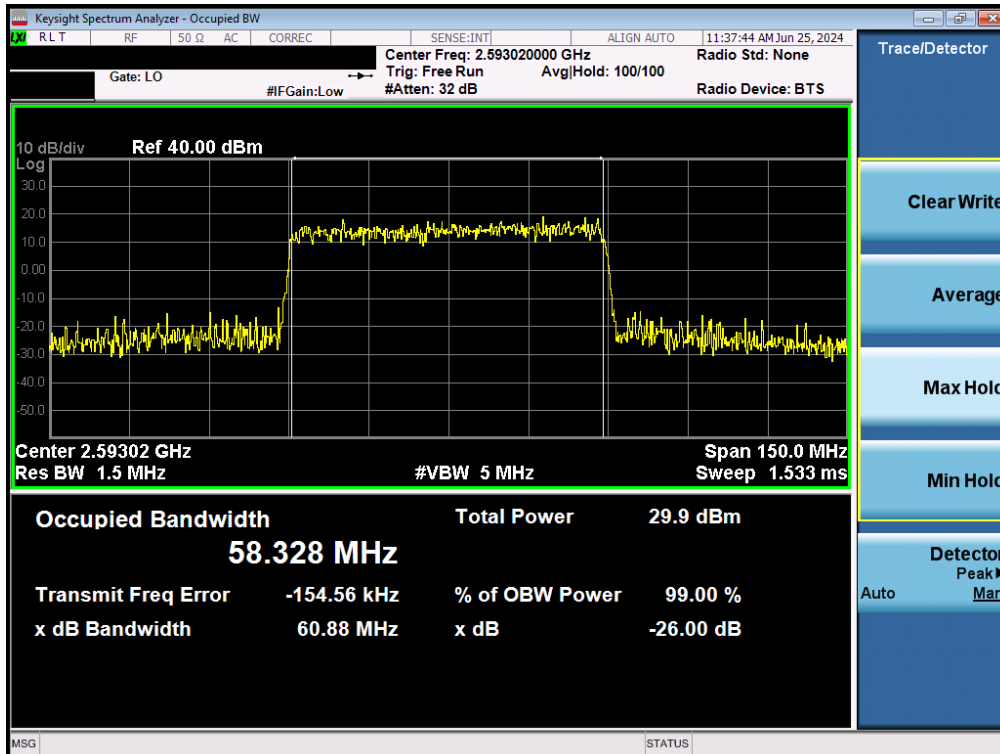 Keysight Spectrum Analyzer - Occupied BW
LXI RLT RF 50 Ω AC CORREC SENSE:INT ALIGN AUTO 11:37:44 AM Jun 25, 2024
Center Freq: 2.593020000 GHz Radio Std: None
Gate: LO Trig: Free Run Avg|Hold: 100/100
#IFGain:Low #Atten: 32 dB Radio Device: BTS
10 dB/div Ref 40.00 dBm
Log
30.0
20.0
10.0
0.00
-10.0
-20.0
-30.0
-40.0
-50.0
Center 2.59302 GHz Span 150.0 MHz
Res BW 1.5 MHz #VBW 5 MHz Sweep 1.533 ms
Occupied Bandwidth Total Power 29.9 dBm
58.328 MHz
Transmit Freq Error -154.56 kHz % of OBW Power 99.00 %
x dB Bandwidth 60.88 MHz x dB -26.00 dB
MSG STATUS
Trace/Detector
Clear Write
Average
Max Hold
Min Hold
Detector
Peak
Auto Man